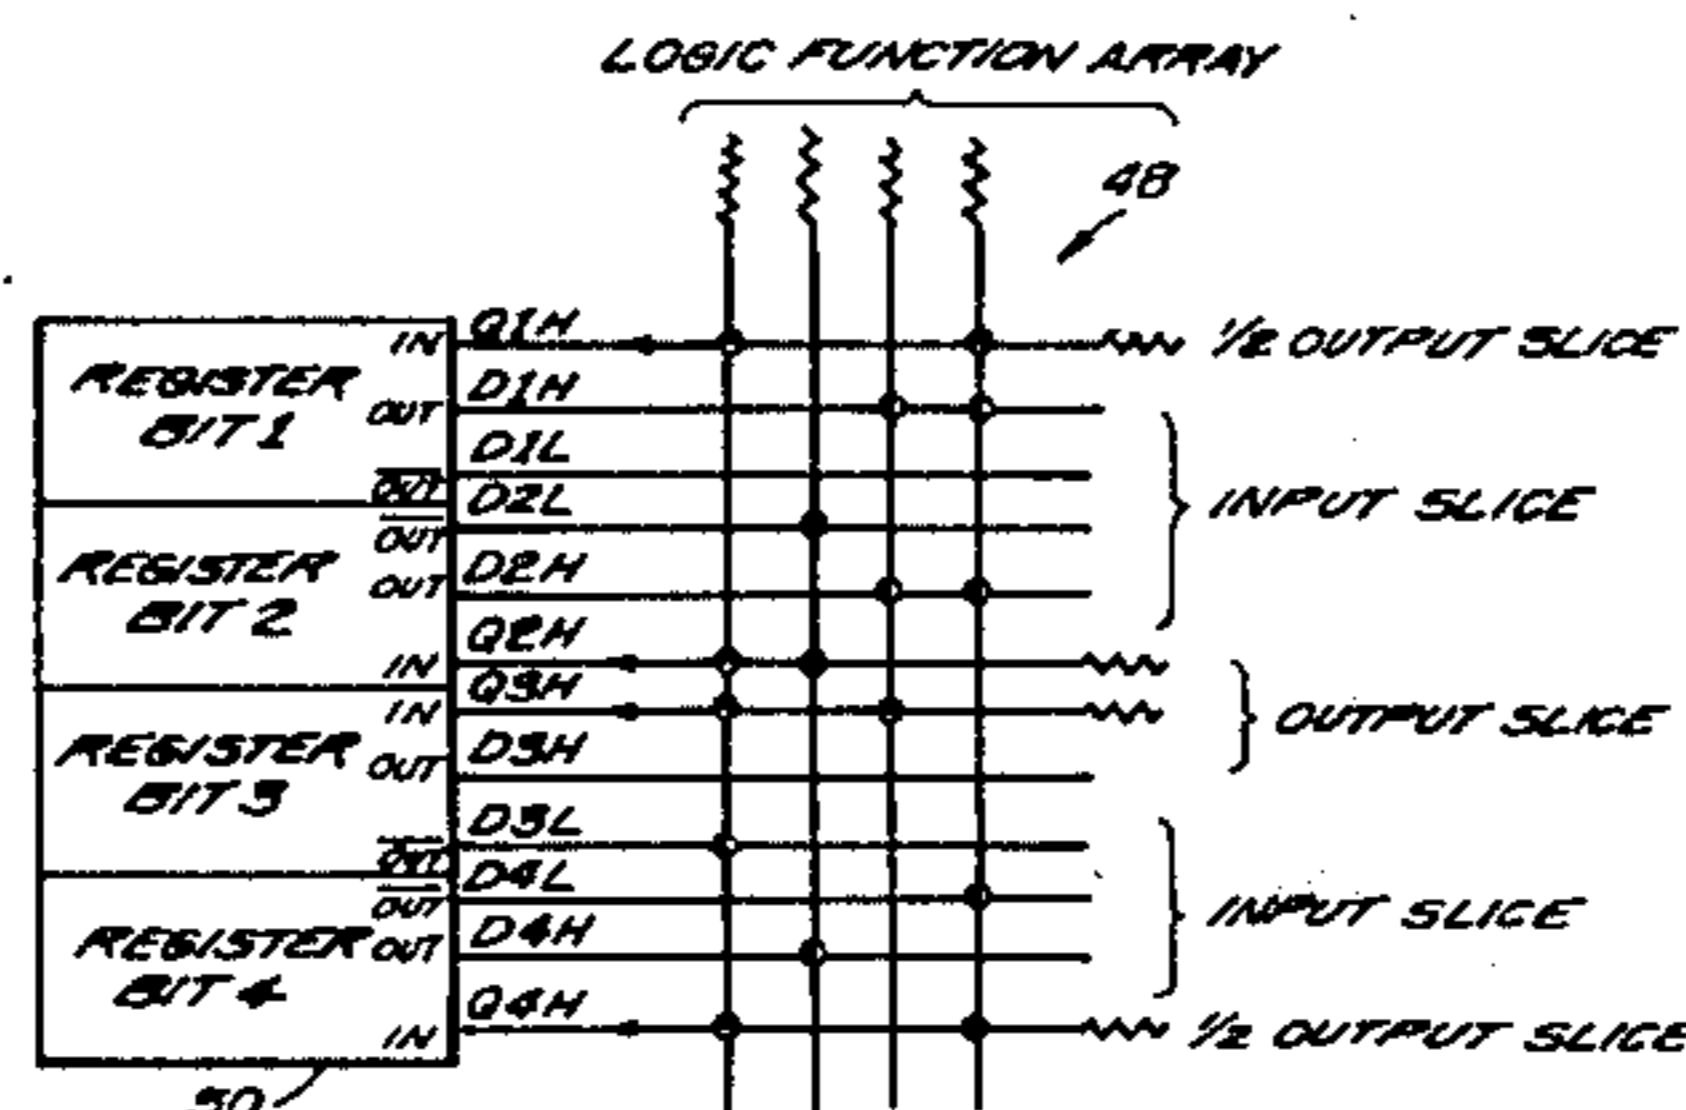 LOGIC FUNCTION ARRAY
48
IN Q1H 1/2 OUTPUT SLICE
REGISTER
BIT 1
OUT D1H
D1L
OUT D2L
INPUT SLICE
OUT
REGISTER
BIT 2
OUT D2H
IN Q2H
IN Q3H
OUTPUT SLICE
REGISTER
BIT 3
OUT D3H
D3L
OUT D4L
OUT
INPUT SLICE
REGISTER
BIT 4
OUT D4H
IN Q4H 1/2 OUTPUT SLICE
50